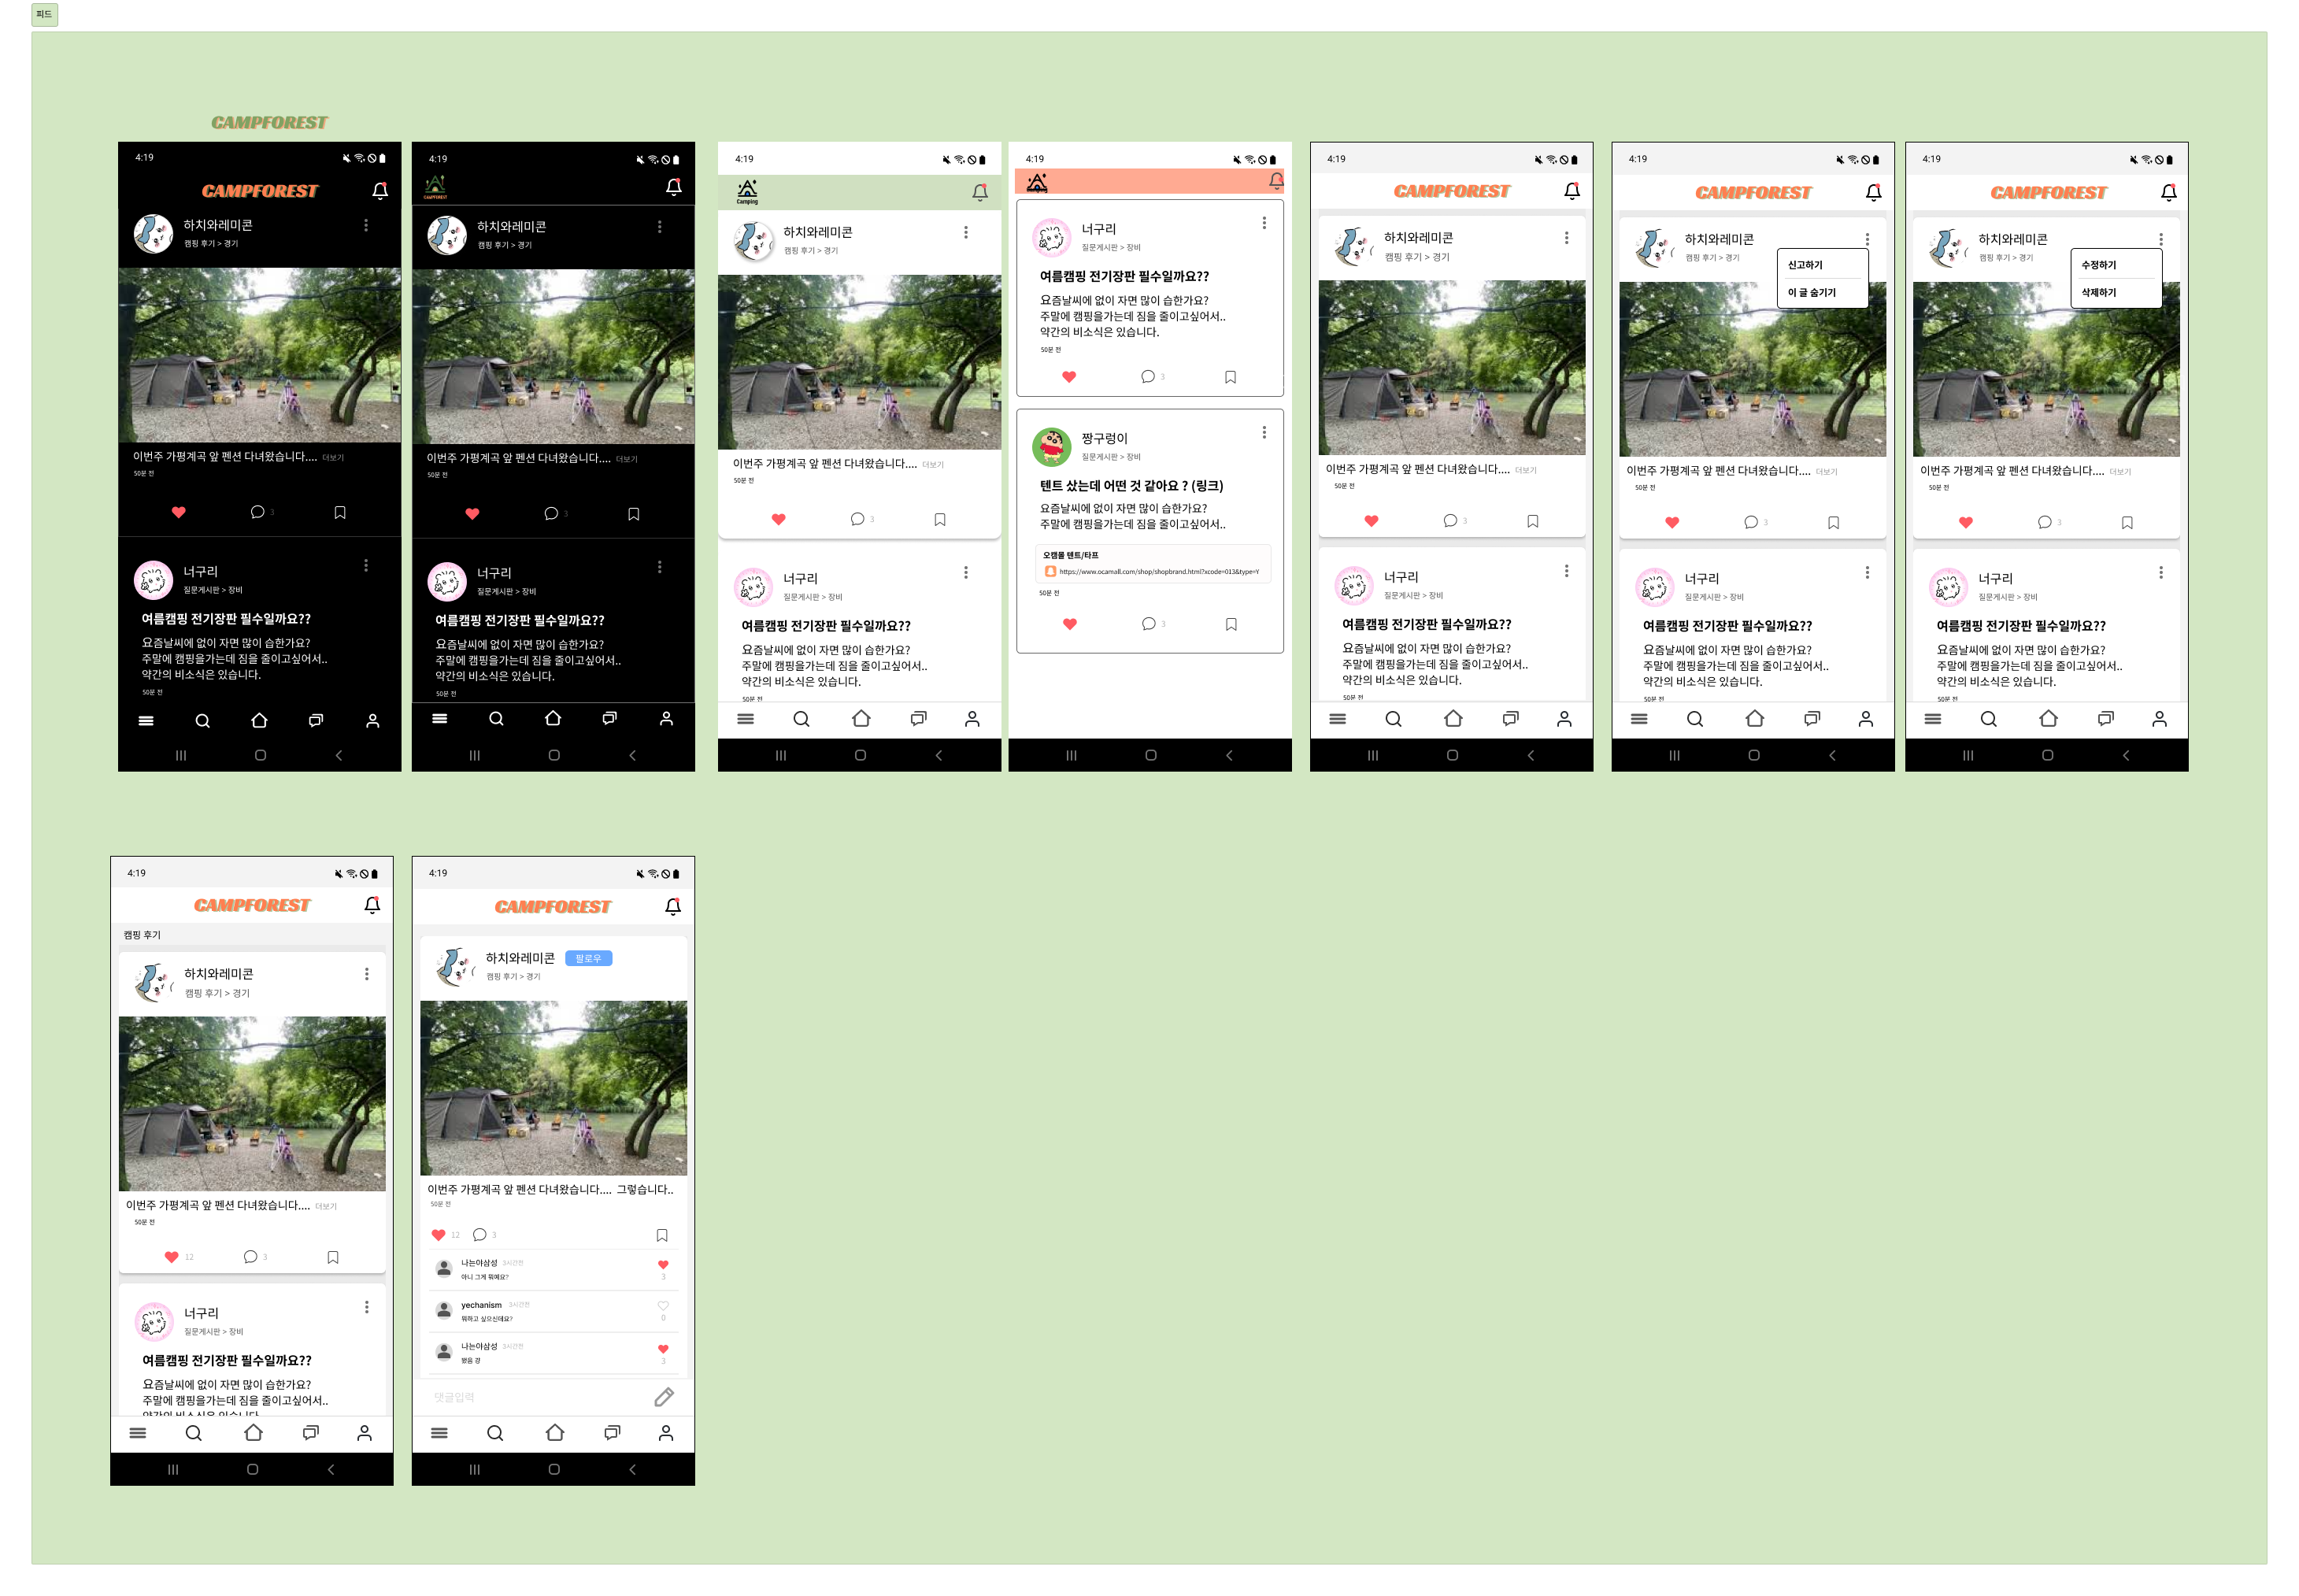 피드
CAMPFOREST
4:19
CAMPFOREST
하치와레미콘
캠핑 후기 > 경기
이번주 가평계곡 앞 펜션 다녀왔습니다.... 더보기
50분 전
3
너구리
질문게시판 > 장비
여름캠핑 전기장판 필수일까요??
요즘날씨에 없이 자면 많이 습한가요?
주말에 캠핑을가는데 짐을 줄이고싶어서..
약간의 비소식은 있습니다.
50분 전
4:19
CAMPFOREST
하치와레미콘
캠핑 후기 > 경기
이번주 가평계곡 앞 펜션 다녀왔습니다.... 더보기
50분 전
3
너구리
질문게시판 > 장비
여름캠핑 전기장판 필수일까요??
요즘날씨에 없이 자면 많이 습한가요?
주말에 캠핑을가는데 짐을 줄이고싶어서..
약간의 비소식은 있습니다.
50분 전
4:19
Camping
하치와레미콘
캠핑 후기 > 경기
이번주 가평계곡 앞 펜션 다녀왔습니다.... 더보기
50분 전
3
너구리
질문게시판 > 장비
여름캠핑 전기장판 필수일까요??
요즘날씨에 없이 자면 많이 습한가요?
주말에 캠핑을가는데 짐을 줄이고싶어서..
약간의 비소식은 있습니다.
50분 전
4:19
Camping
너구리
질문게시판 > 장비
여름캠핑 전기장판 필수일까요??
요즘날씨에 없이 자면 많이 습한가요?
주말에 캠핑을가는데 짐을 줄이고싶어서..
약간의 비소식은 있습니다.
50분 전
3
짱구렁이
질문게시판 > 장비
텐트 샀는데 어떤 것 같아요 ? (링크)
요즘날씨에 없이 자면 많이 습한가요?
주말에 캠핑을가는데 짐을 줄이고싶어서..
오캠몰 텐트/타프
https://www.ocamall.com/shop/shopbrand.html?xcode=013&type=Y
50분 전
3
4:19
CAMPFOREST
하치와레미콘
캠핑 후기 > 경기
이번주 가평계곡 앞 펜션 다녀왔습니다.... 더보기
50분 전
3
너구리
질문게시판 > 장비
여름캠핑 전기장판 필수일까요??
요즘날씨에 없이 자면 많이 습한가요?
주말에 캠핑을가는데 짐을 줄이고싶어서..
약간의 비소식은 있습니다.
50분 전
4:19
CAMPFOREST
하치와레미콘
캠핑 후기 > 경기
신고하기
이 글 숨기기
이번주 가평계곡 앞 펜션 다녀왔습니다.... 더보기
50분 전
3
너구리
질문게시판 > 장비
여름캠핑 전기장판 필수일까요??
요즘날씨에 없이 자면 많이 습한가요?
주말에 캠핑을가는데 짐을 줄이고싶어서..
약간의 비소식은 있습니다.
50분 전
4:19
CAMPFOREST
하치와레미콘
캠핑 후기 > 경기
수정하기
삭제하기
이번주 가평계곡 앞 펜션 다녀왔습니다.... 더보기
50분 전
3
너구리
질문게시판 > 장비
여름캠핑 전기장판 필수일까요??
요즘날씨에 없이 자면 많이 습한가요?
주말에 캠핑을가는데 짐을 줄이고싶어서..
약간의 비소식은 있습니다.
50분 전
4:19
CAMPFOREST
캠핑 후기
하치와레미콘
캠핑 후기 > 경기
이번주 가평계곡 앞 펜션 다녀왔습니다.... 더보기
50분 전
12 3
너구리
질문게시판 > 장비
여름캠핑 전기장판 필수일까요??
요즘날씨에 없이 자면 많이 습한가요?
주말에 캠핑을가는데 짐을 줄이고싶어서..
약간의 비소식은 있습니다.
4:19
CAMPFOREST
하치와레미콘 팔로우
캠핑 후기 > 경기
이번주 가평계곡 앞 펜션 다녀왔습니다.... 그렇습니다..
50분 전
12 3
나는아삼성 3시간전
아니 그게 뭐예요?
3
yechanism 3시간전
뭐하고 싶으신데요?
0
나는아삼성 3시간전
봤음 걍
3
댓글입력